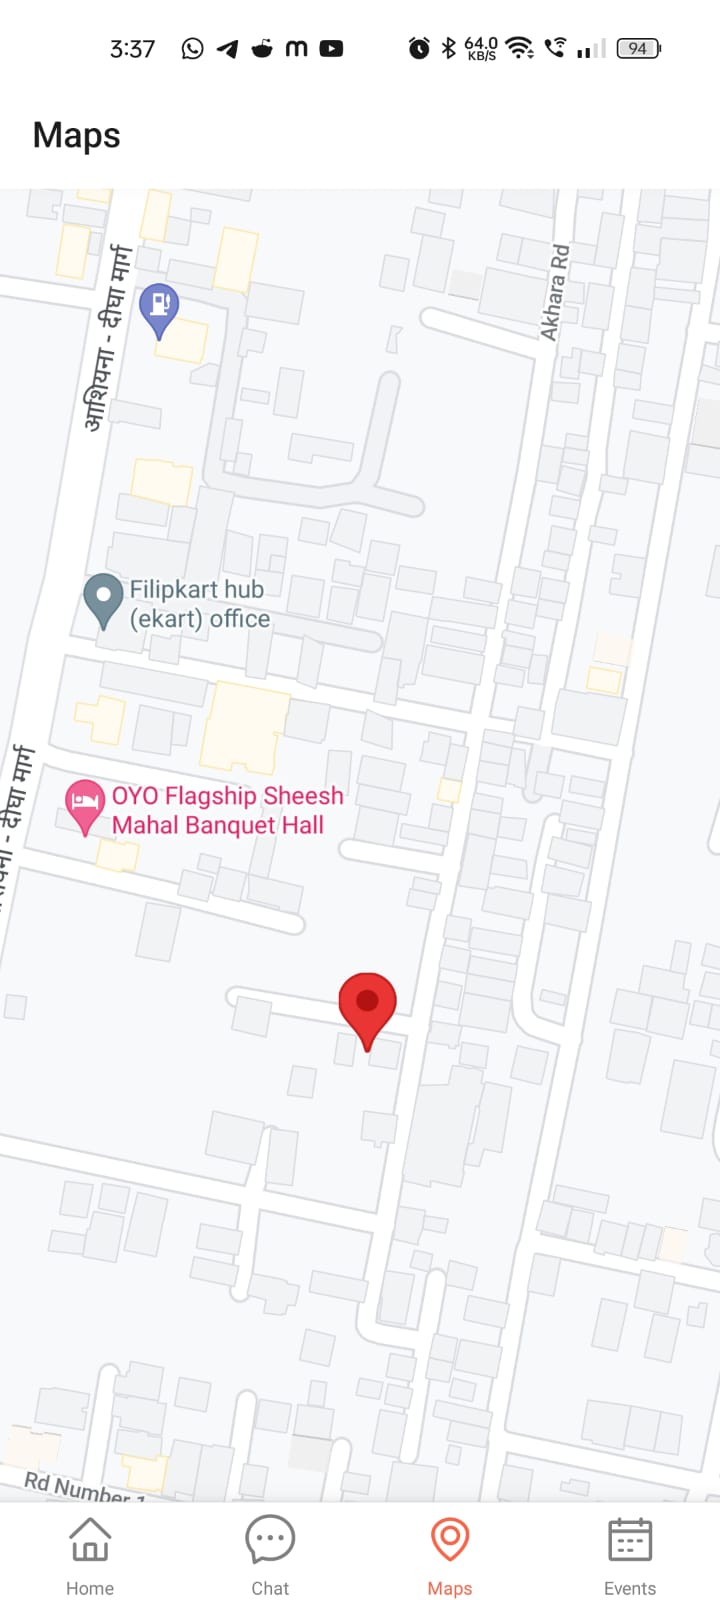 3:37
64.0
KB/S
94
Maps
आशियना - दीघा मार्ग
Akhara Rd
Filipkart hub
(ekart) office
OYO Flagship Sheesh
Mahal Banquet Hall
- दीघा मार्ग
Rd Number 1
Home
Chat
Maps
Events